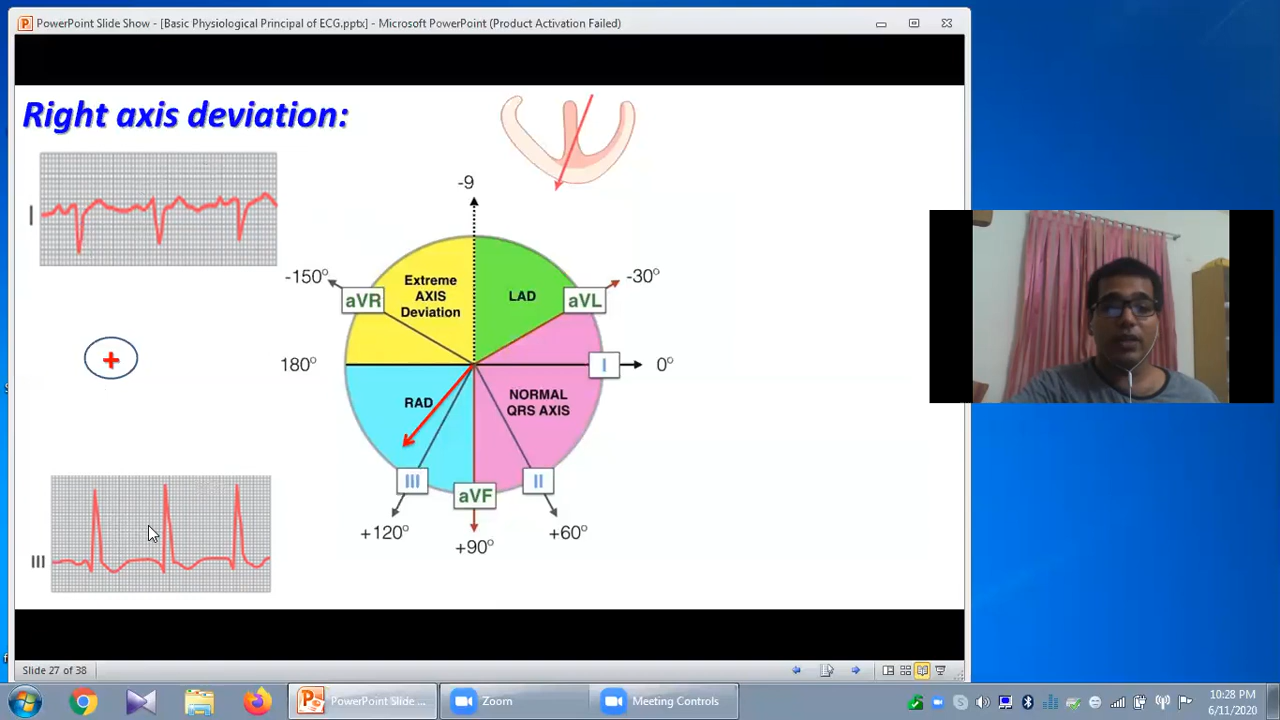 PowerPoint Slide Show - [Basic Physiological Principal of ECG.pptx] - Microsoft PowerPoint (Product Activation Failed)
Right axis deviation:
I
-9
-150°
aVR
Extreme
AXIS
Deviation
LAD
aVL
-30°
180°
I
0°
+
RAD
NORMAL
QRS AXIS
III
aVF
II
+120°
+90°
+60°
III
Slide 27 of 38
PowerPoint Slide ...
Zoom
Meeting Controls
10:28 PM
6/11/2020